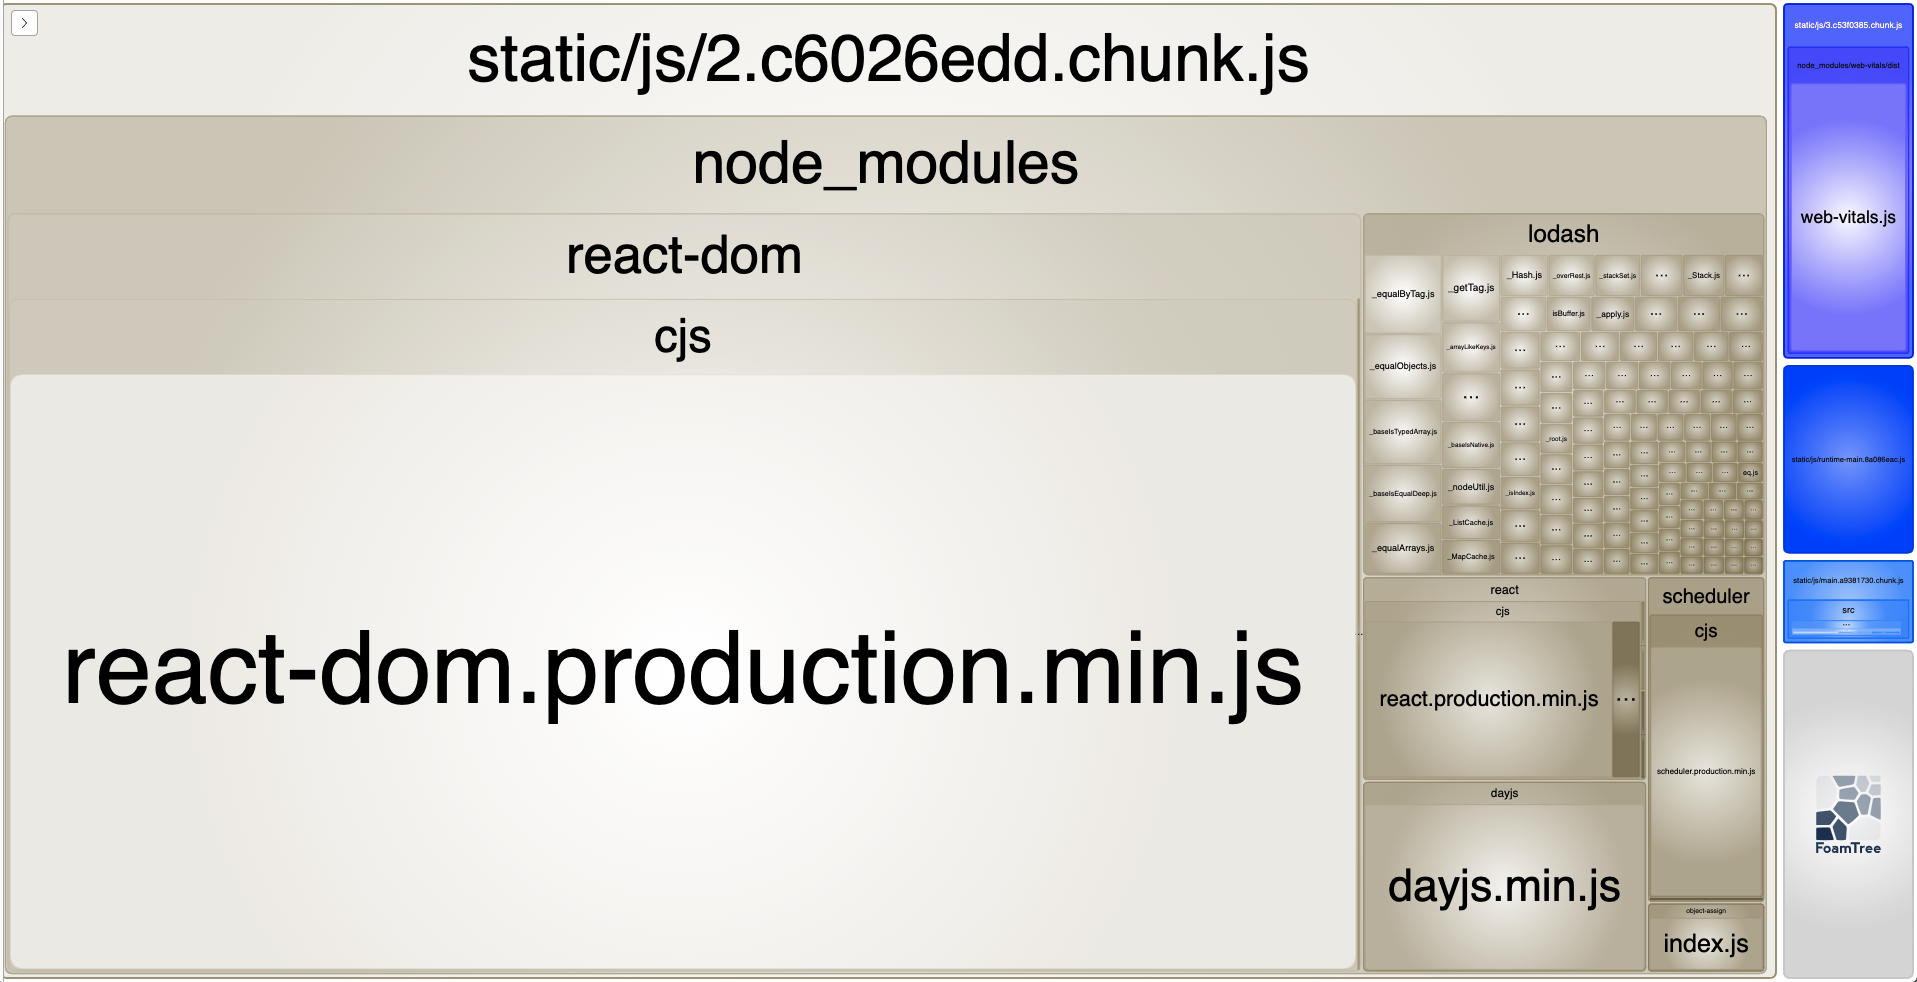 static/js/2.c6026edd.chunk.js
node_modules
react-dom
cjs
react-dom.production.min.js
...
lodash
_equalByTag.js
_equalObjects.js
_baseIsTypedArray.js
_baseIsEqualDeep.js
_equalArrays.js
_getTag.js
_arrayLikeKeys.js
...
_baseIsNative.js
_nodeUtil.js
_ListCache.js
_MapCache.js
_Hash.js
_overRest.js
_stackSet.js
...
_Stack.js
...
...
isBuffer.js
_apply.js
...
...
...
_root.js
_isIndex.js
eq.js
react
cjs
react.production.min.js
...
scheduler
cjs
scheduler.production.min.js
dayjs
dayjs.min.js
object-assign
index.js
static/js/3.c53f0385.chunk.js
node_modules/web-vitals/dist
web-vitals.js
static/js/runtime-main.8a086eac.js
static/js/main.a9381730.chunk.js
src
...
FoamTree